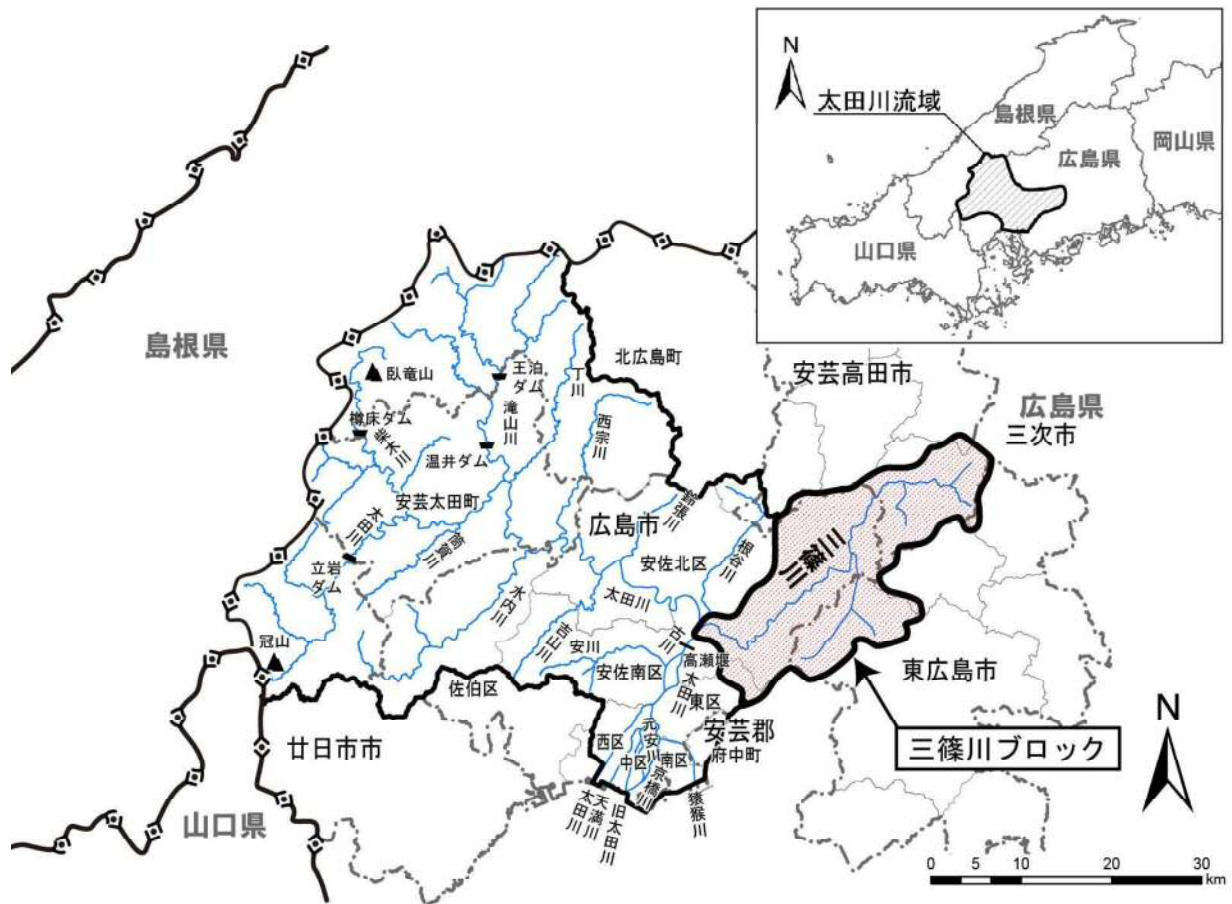 N
太田川流域
島根県
岡山県
広島県
山口県
島根県
臥竜山
王泊
ダム
北広島町
安芸高田市
広島県
三次市
樽床ダム
柴木川
滝山川
丁川
西宗川
温井ダム
安芸太田町
太田川
筒賀川
立岩
ダム
水内川
広島市
鈴張川
安佐北区
根谷川
三篠川
太田川
吉山川
安川
古川
高瀬堰
安佐南区
太田川
東区
冠山
佐伯区
安芸郡
府中町
東広島市
三篠川ブロック
廿日市市
西区
中区
元安川
南区
京橋川
猿猴川
旧太田川
天満川
太田川
山口県
N
0 5 10 20 30
km